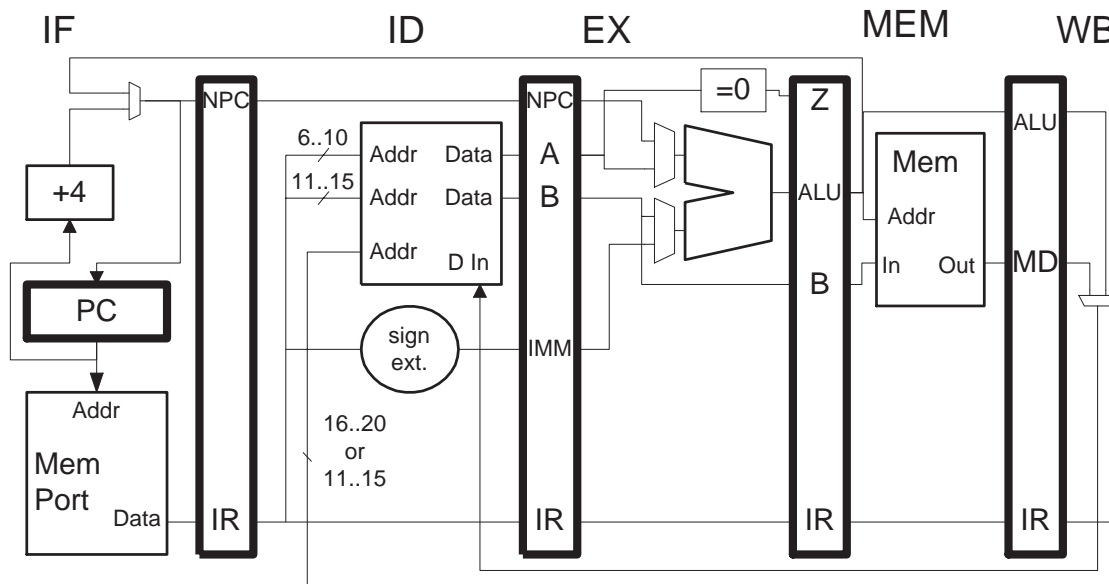 IF
ID
EX
MEM
WB
NPC
NPC
=0
Z
ALU
6..10
Addr
Data
A
Mem
+4
11..15
Addr
Data
B
ALU
Addr
Addr
D In
In
Out
MD
PC
B
sign
ext.
IMM
Addr
16..20
or
11..15
Mem
Port
Data
IR
IR
IR
IR